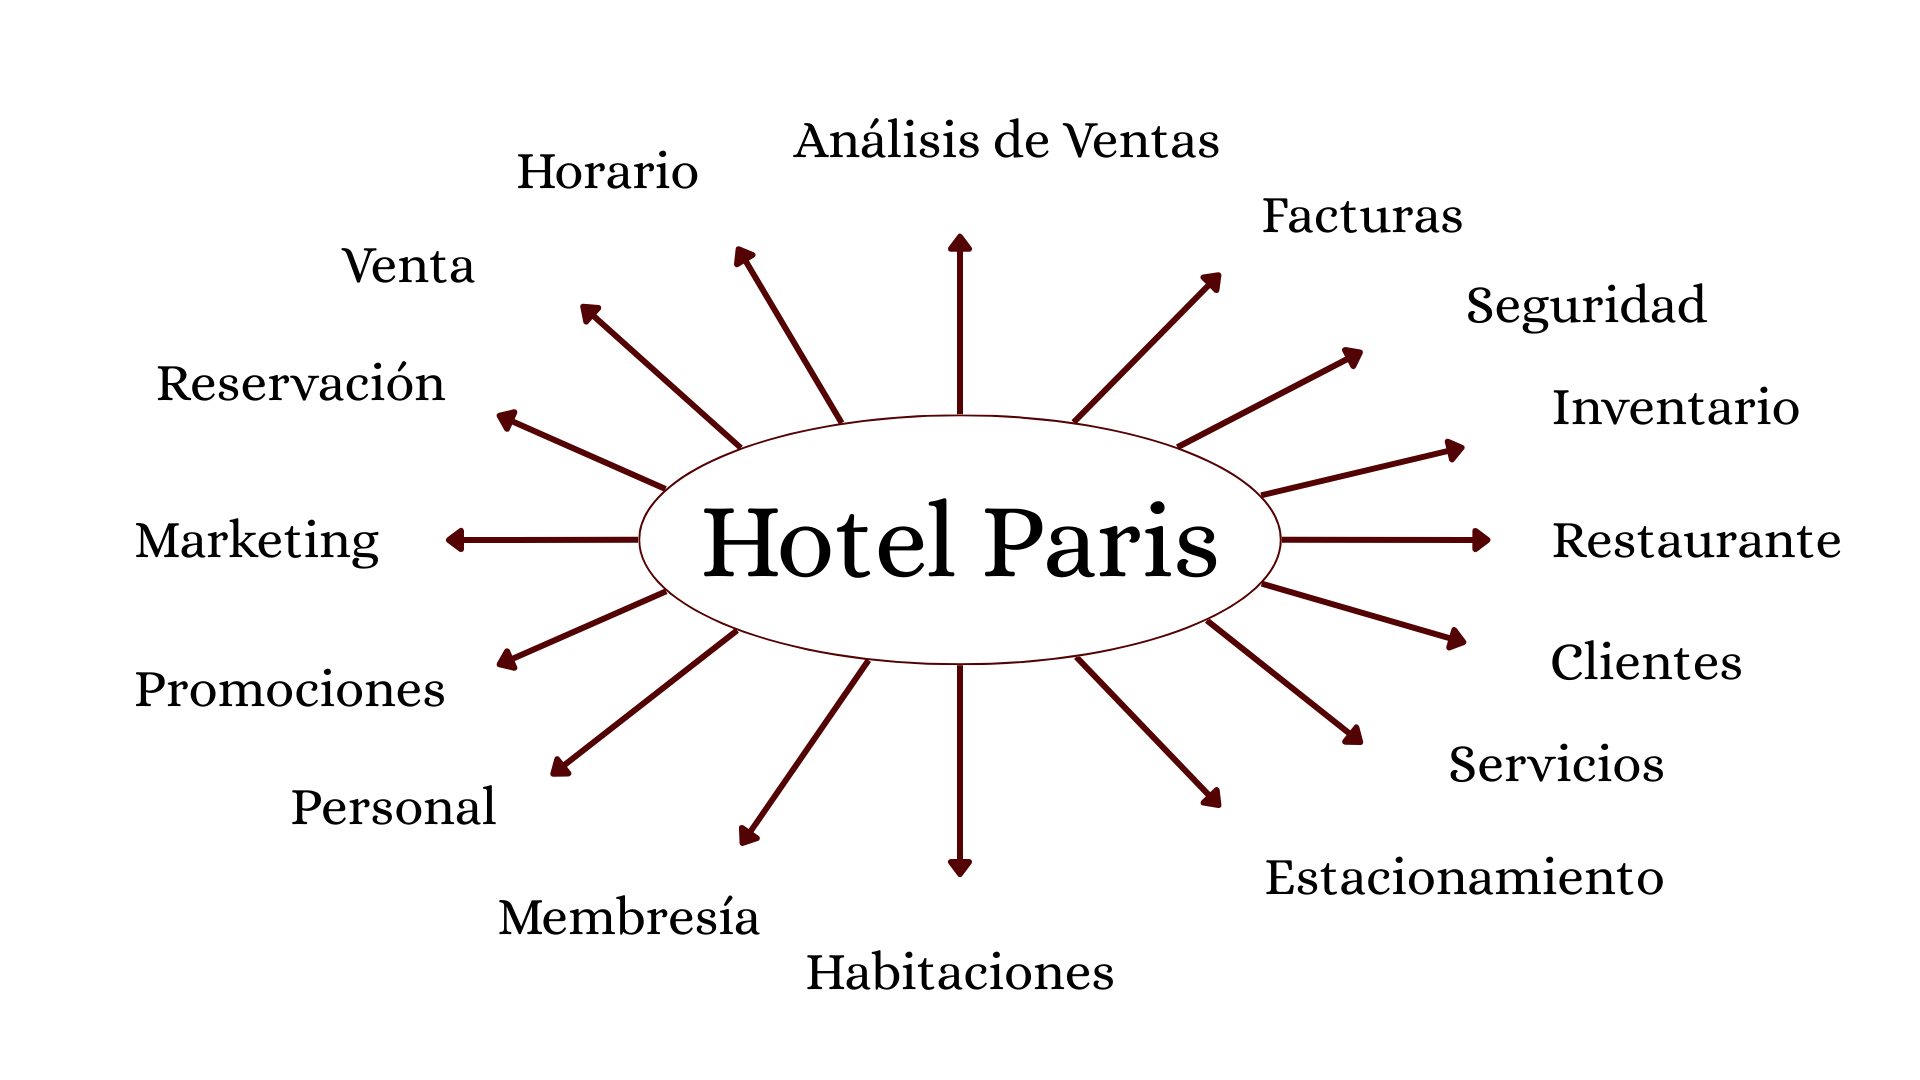 Análisis de Ventas
Horario
Facturas
Venta
Seguridad
Reservación
Inventario
Hotel Paris
Marketing
Restaurante
Clientes
Promociones
Servicios
Personal
Estacionamiento
Membresía
Habitaciones